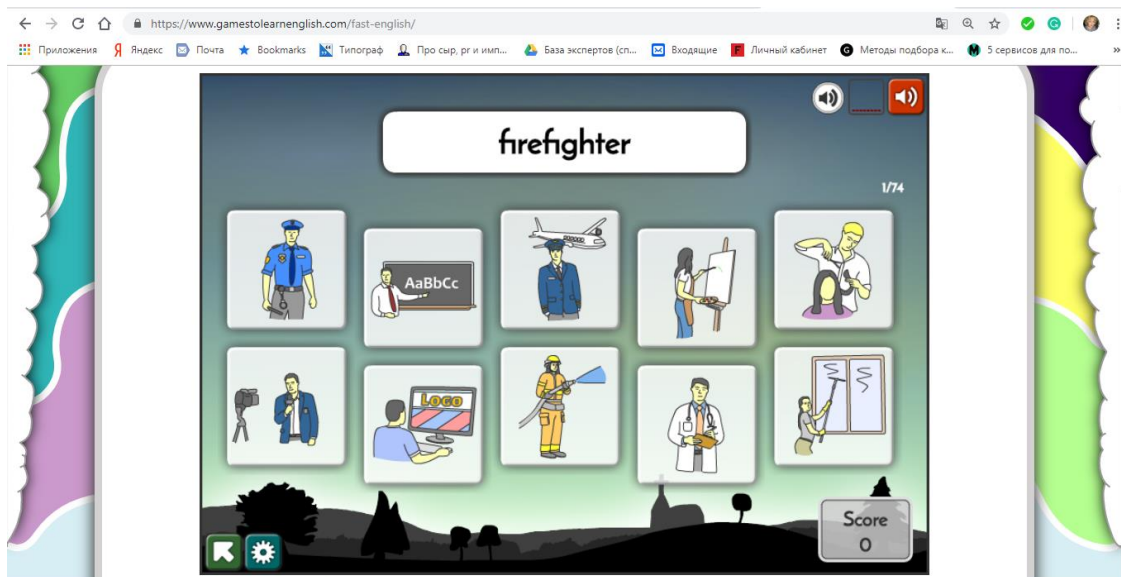 https://www.gamestolearnenglish.com/fast-english/
Приложения Яндекс Почта Bookmarks Типограф Про сыр, pr и имп... База экспертов (сп... Входящие Личный кабинет Методы подбора к... 5 сервисов для по... »
firefighter
1/74
AaBbCc
LOGO
Score
0